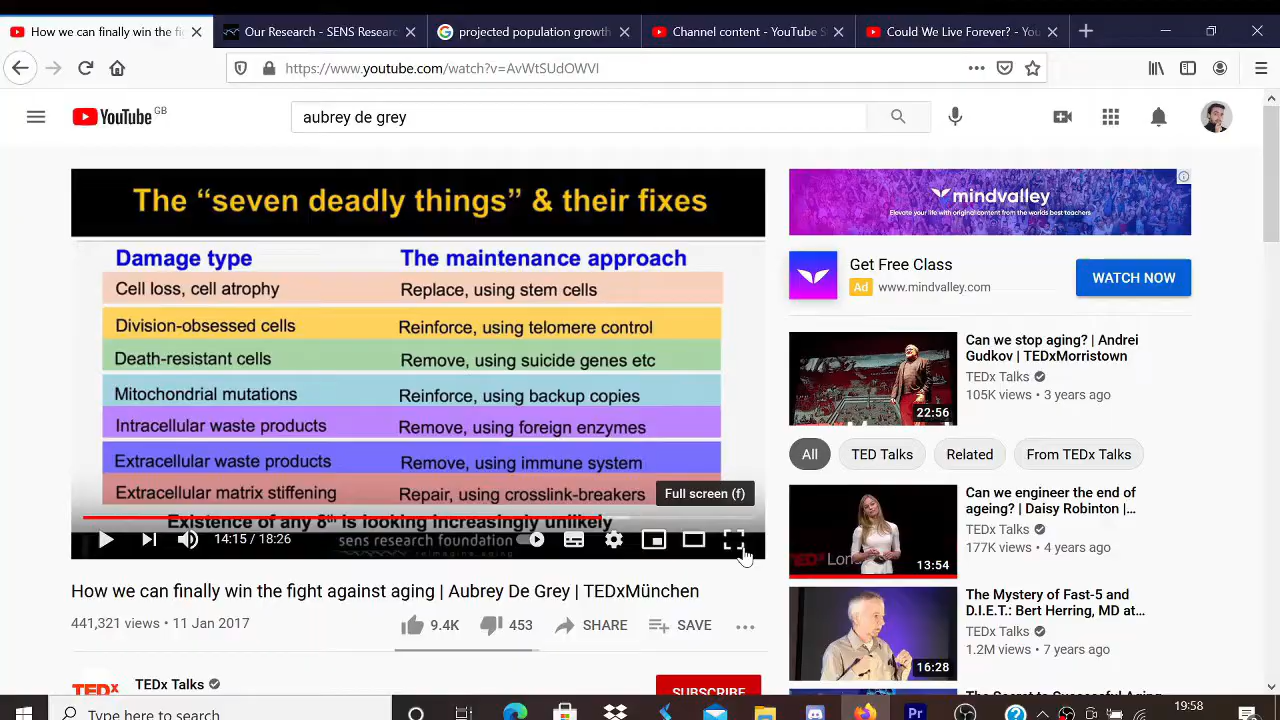 How we can finally win the fi
Our Research - SENS Researc
projected population growth
Channel content - YouTube S
Could We Live Forever? - You
https://www.youtube.com/watch?v=AvWtSUdOWVI
YouTube GB
aubrey de grey
The “seven deadly things” & their fixes
Damage type The maintenance approach
Cell loss, cell atrophy Replace, using stem cells
Division-obsessed cells Reinforce, using telomere control
Death-resistant cells Remove, using suicide genes etc
Mitochondrial mutations Reinforce, using backup copies
Intracellular waste products Remove, using foreign enzymes
Extracellular waste products Remove, using immune system
Extracellular matrix stiffening Repair, using crosslink-breakers
Full screen (f)
Existence of any 8th is looking increasingly unlikely
14:15 / 18:26
sens research foundation
reimagine aging
How we can finally win the fight against aging | Aubrey De Grey | TEDxMünchen
441,321 views • 11 Jan 2017
9.4K 453 SHARE SAVE
TEDx
TEDx Talks
SUBSCRIBE
mindvalley
Elevate your life with original content from the worlds best teachers
Get Free Class
Ad www.mindvalley.com
WATCH NOW
Can we stop aging? | Andrei
Gudkov | TEDxMorristown
TEDx Talks
105K views • 3 years ago
22:56
All TED Talks Related From TEDx Talks
Can we engineer the end of
ageing? | Daisy Robinton |...
TEDx Talks
177K views • 4 years ago
13:54
The Mystery of Fast-5 and
D.I.E.T.: Bert Herring, MD at...
TEDx Talks
1.2M views • 7 years ago
16:28
The Secret to Successful Aging
Type here to search
Pr
19:58